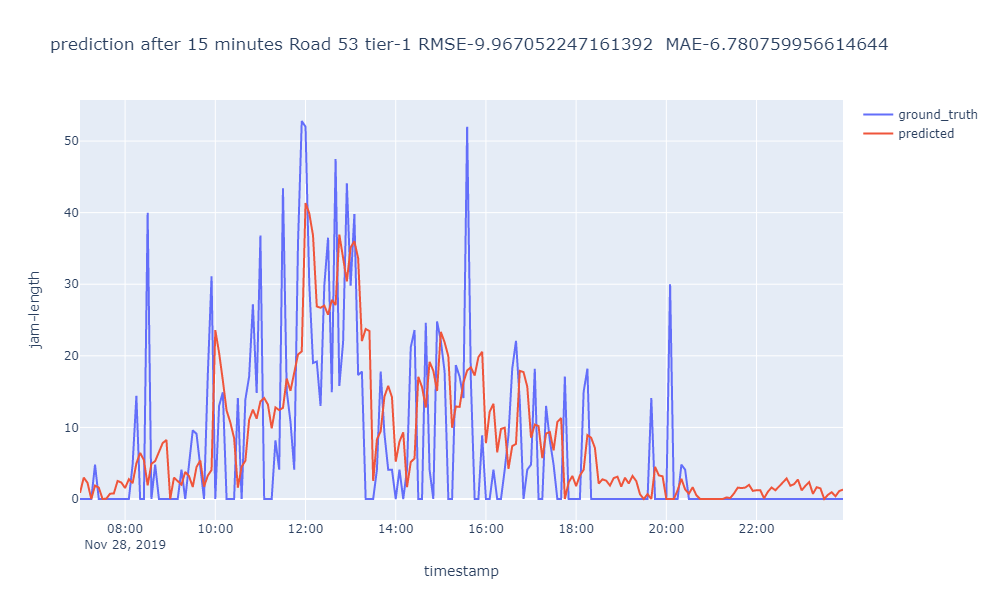 prediction after 15 minutes Road 53 tier-1 RMSE-9.967052247161392  MAE-6.780759956614644
ground_truth
predicted
jam-length
50
40
30
20
10
0
08:00 10:00 12:00 14:00 16:00 18:00 20:00 22:00
Nov 28, 2019
timestamp